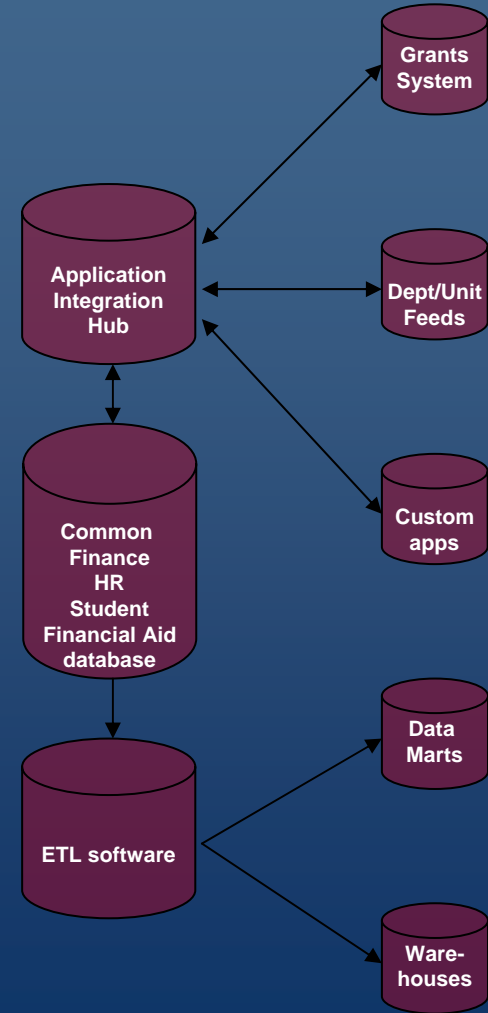 Grants
System
Application
Integration
Hub
Dept/Unit
Feeds
Common
Finance
HR
Student
Financial Aid
database
Custom
apps
Data
Marts
ETL software
Ware-
houses